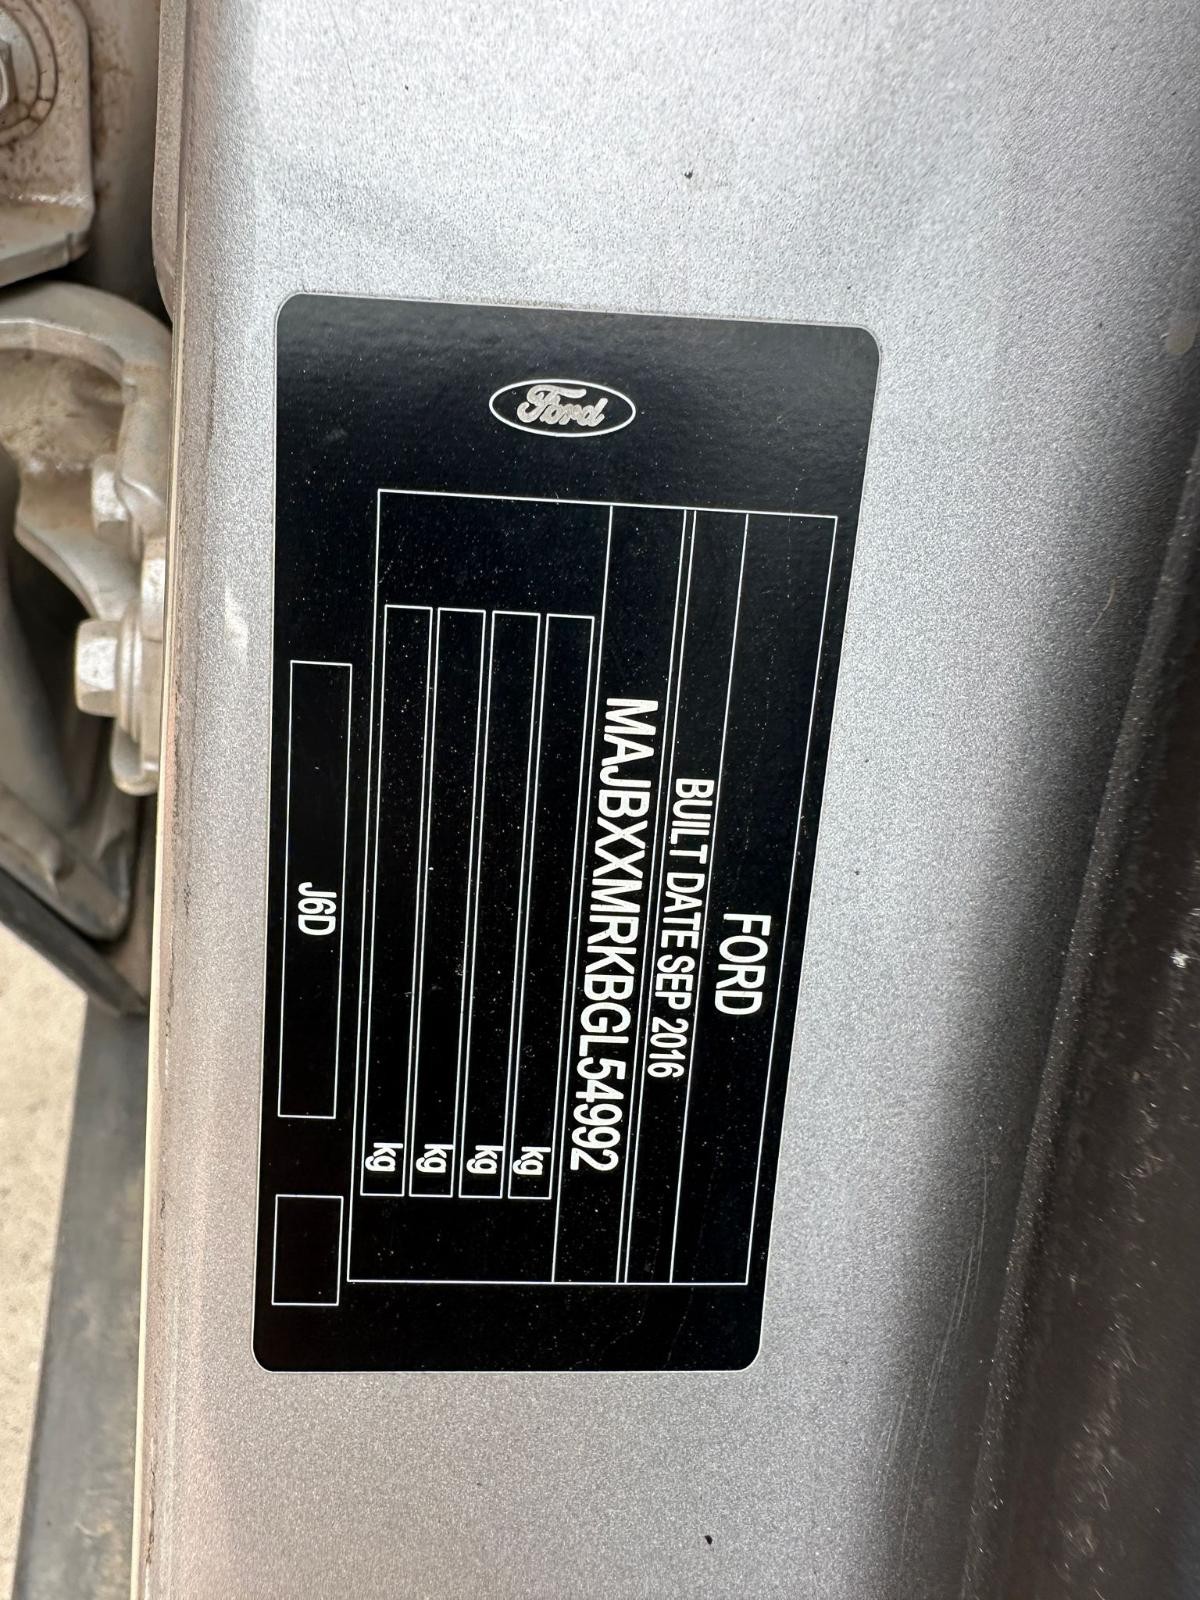 Ford
FORD
BUILT DATE SEP 2016
MAJBXXMRKBGL54992
kg
kg
kg
kg
J6D